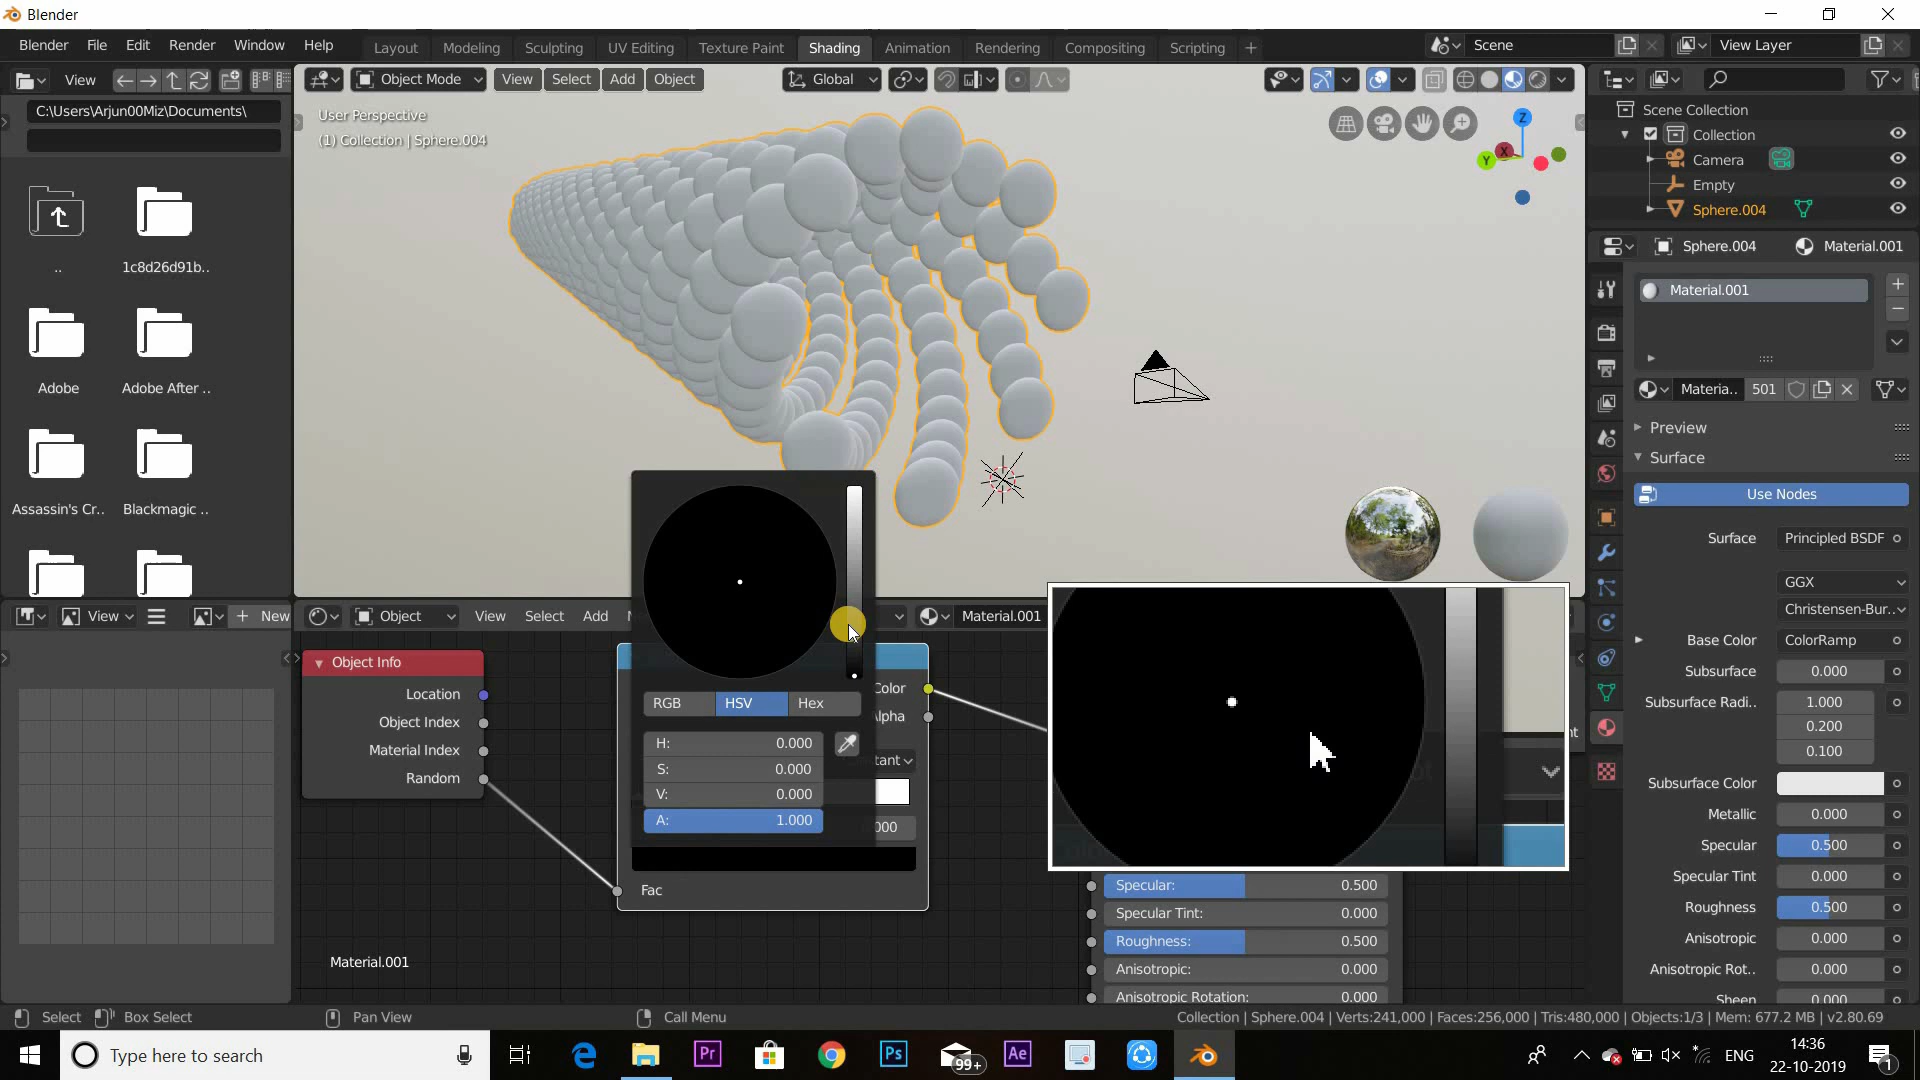 Blender
Blender File Edit Render Window Help
Layout Modeling Sculpting UV Editing Texture Paint Shading Animation Rendering Compositing Scripting +
Scene
View Layer
View
C:\Users\Arjun00Miz\Documents\
..
1c8d26d91b..
Adobe
Adobe After ..
Assassin's Cr..
Blackmagic ..
Object Mode View Select Add Object
Global
User Perspective
(1) Collection | Sphere.004
Z
X
Y
Scene Collection
Collection
Camera
Empty
Sphere.004
Sphere.004 Material.001
Material.001
Materia.. 501
Preview
Surface
Use Nodes
Surface Principled BSDF
GGX
Christensen-Bur..
Base Color ColorRamp
Subsurface 0.000
Subsurface Radi.. 1.000
0.200
0.100
Subsurface Color
Metallic 0.000
Specular 0.500
Specular Tint 0.000
Roughness 0.500
Anisotropic 0.000
Anisotropic Rot.. 0.000
Sheen 0.000
View
New
Object View Select Add
Material.001
Object Info
Location
Object Index
Material Index
Random
RGB HSV Hex
H: 0.000
S: 0.000
V: 0.000
A: 1.000
Color
Alpha
Fac
Specular: 0.500
Specular Tint: 0.000
Roughness: 0.500
Anisotropic: 0.000
Anisotropic Rotation: 0.000
Material.001
Select Box Select Pan View Call Menu
Collection | Sphere.004 | Verts:241,000 | Faces:256,000 | Tris:480,000 | Objects:1/3 | Mem: 677.2 MB | v2.80.69
Type here to search
Pr
Ps
99+
Ae
ENG
14:36
22-10-2019
1